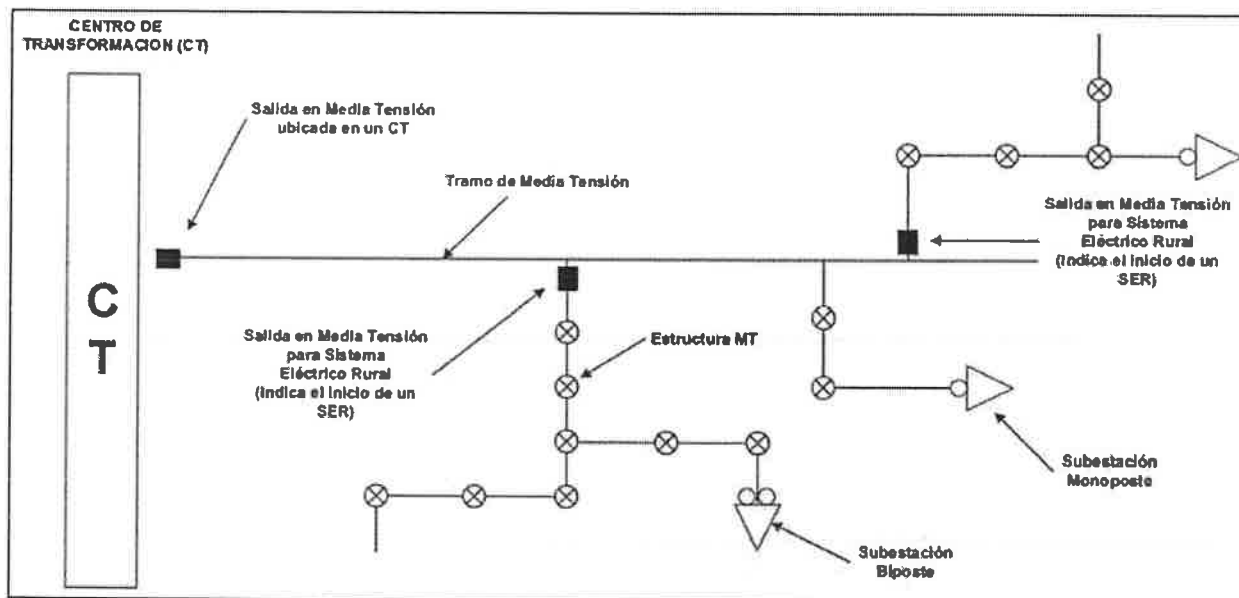 CENTRO DE
TRANSFORMACION (CT)
Salida en Media Tensión
ubicada en un CT
Tramo de Media Tensión
Salida en Media Tensión
para Sistema
Eléctrico Rural
(Indica el inicio de un
SER)
C
T
Salida en Media Tensión
para Sistema
Eléctrico Rural
(Indica el inicio de un
SER)
Estructura MT
Subestación
Monoposte
Subestación
Biposte